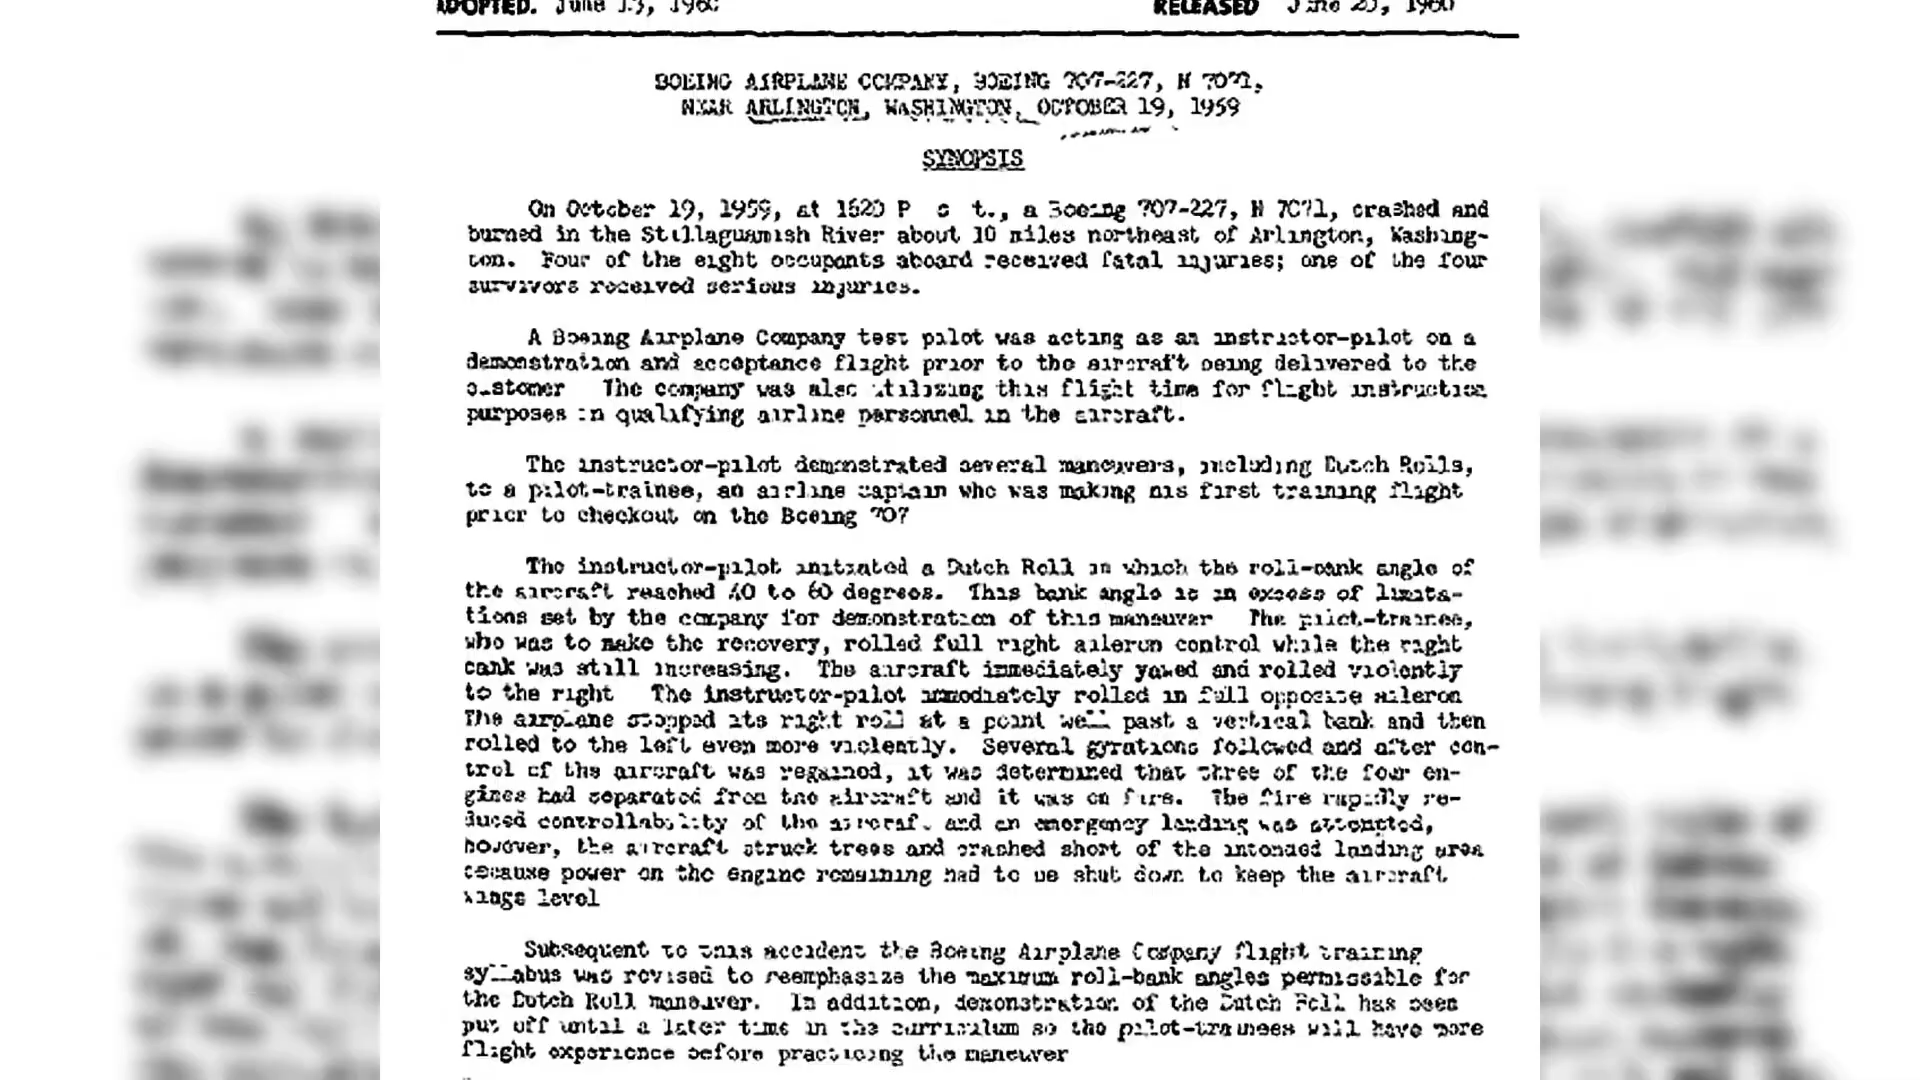 ADOPTED. June 13, 1960 RELEASED June 23, 1960
BOEING AIRPLANE COMPANY, BOEING 707-227, N 7071,
NEAR ARLINGTON, WASHINGTON, OCTOBER 19, 1959
SYNOPSIS
On October 19, 1959, at 1620 P s t., a Boeing 707-227, N 7071, crashed and
burned in the Stillaguamish River about 10 miles northeast of Arlington, Washing-
ton. Four of the eight occupants aboard received fatal injuries; one of the four
survivors received serious injuries.
A Boeing Airplane Company test pilot was acting as an instructor-pilot on a
demonstration and acceptance flight prior to the aircraft being delivered to the
customer The company was also utilizing this flight time for flight instruction
purposes in qualifying airline personnel in the aircraft.
The instructor-pilot demonstrated several maneuvers, including Dutch Rolls,
to a pilot-trainee, an airline captain who was making his first training flight
prior to checkout on the Boeing 707
The instructor-pilot initiated a Dutch Roll in which the roll-bank angle of
the aircraft reached 40 to 60 degrees. This bank angle is in excess of limita-
tions set by the company for demonstration of this maneuver The pilot-trainee,
who was to make the recovery, rolled full right aileron control while the right
bank was still increasing. The aircraft immediately yawed and rolled violently
to the right The instructor-pilot immediately rolled in full opposite aileron
The airplane stopped its right roll at a point well past a vertical bank and then
rolled to the left even more violently. Several gyrations followed and after con-
trol of the aircraft was regained, it was determined that three of the four en-
gines had separated from the aircraft and it was on fire. The fire rapidly re-
duced controllability of the aircraft and an emergency landing was attempted,
however, the aircraft struck trees and crashed short of the intended landing area
because power on the engine remaining had to be shut down to keep the aircraft
wings level
Subsequent to this accident the Boeing Airplane Company flight training
syllabus was revised to reemphasize the maximum roll-bank angles permissible for
the Dutch Roll maneuver. In addition, demonstration of the Dutch Roll has been
put off until a later time in the curriculum so the pilot-trainees will have more
flight experience before practicing the maneuver